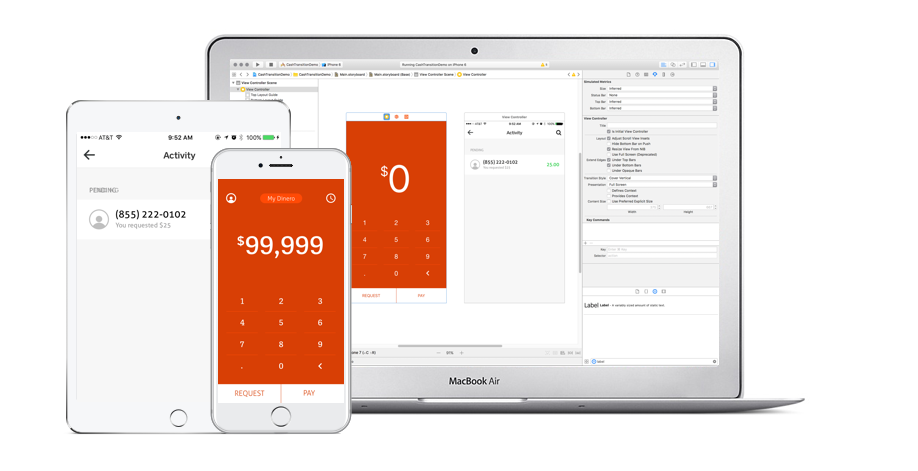 ●●●○○ AT&T 9:52 AM 100%
Activity
PENDING
(855) 222-0102
You requested $25
My Dinero
$99,999
1 2 3
4 5 6
7 8 9
. 0 <
REQUEST PAY
CashTransitionDemo iPhone 6
Running CashTransitionDemo on iPhone 6
CashTransitionDemo CashTransitionDemo Main.storyboard Main.storyboard (Base) View Controller Scene View Controller
View Controller Scene
View Controller
Top Layout Guide
$0
1 2 3
4 5 6
7 8 9
. 0 <
REQUEST PAY
View Controller
9:52 AM 100%
Activity
PENDING
(855) 222-0102
You requested $25
25.00
Simulated Metrics
Size Inferred
Status Bar None
Top Bar Inferred
Bottom Bar Inferred
View Controller
Title
Is Initial View Controller
Layout Adjust Scroll View Insets
Hide Bottom Bar on Push
Resize View From NIB
Use Full Screen (Deprecated)
Extend Edges Under Top Bars
Under Bottom Bars
Under Opaque Bars
Transition Style Cover Vertical
Presentation Full Screen
Defines Context
Provides Context
Content Size Use Preferred Explicit Size
Width Height
Key Commands
Key
Selector
Label Label - A variably sized amount of static text.
label
MacBook Air